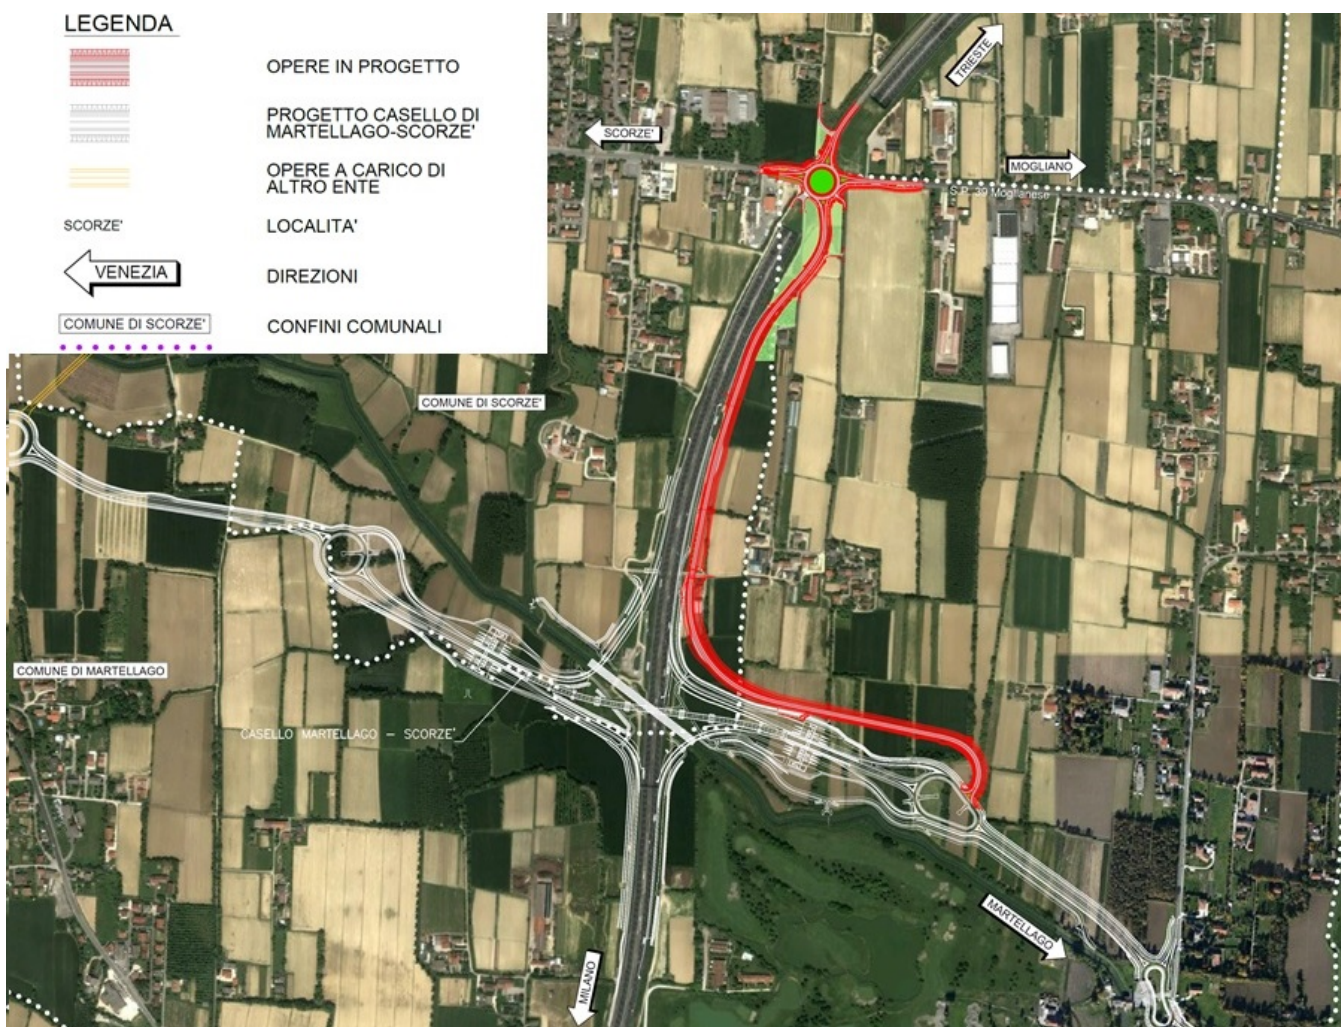 LEGENDA
OPERE IN PROGETTO
PROGETTO CASELLO DI
MARTELLAGO-SCORZE'
OPERE A CARICO DI
ALTRO ENTE
SCORZE'
LOCALITA'
VENEZIA
DIREZIONI
COMUNE DI SCORZE'
CONFINI COMUNALI
TRIESTE
SCORZE'
MOGLIANO
S.P. 39 Moglianese
COMUNE DI SCORZE'
COMUNE DI MARTELLAGO
CASELLO MARTELLAGO – SCORZE'
MARTELLAGO
MILANO